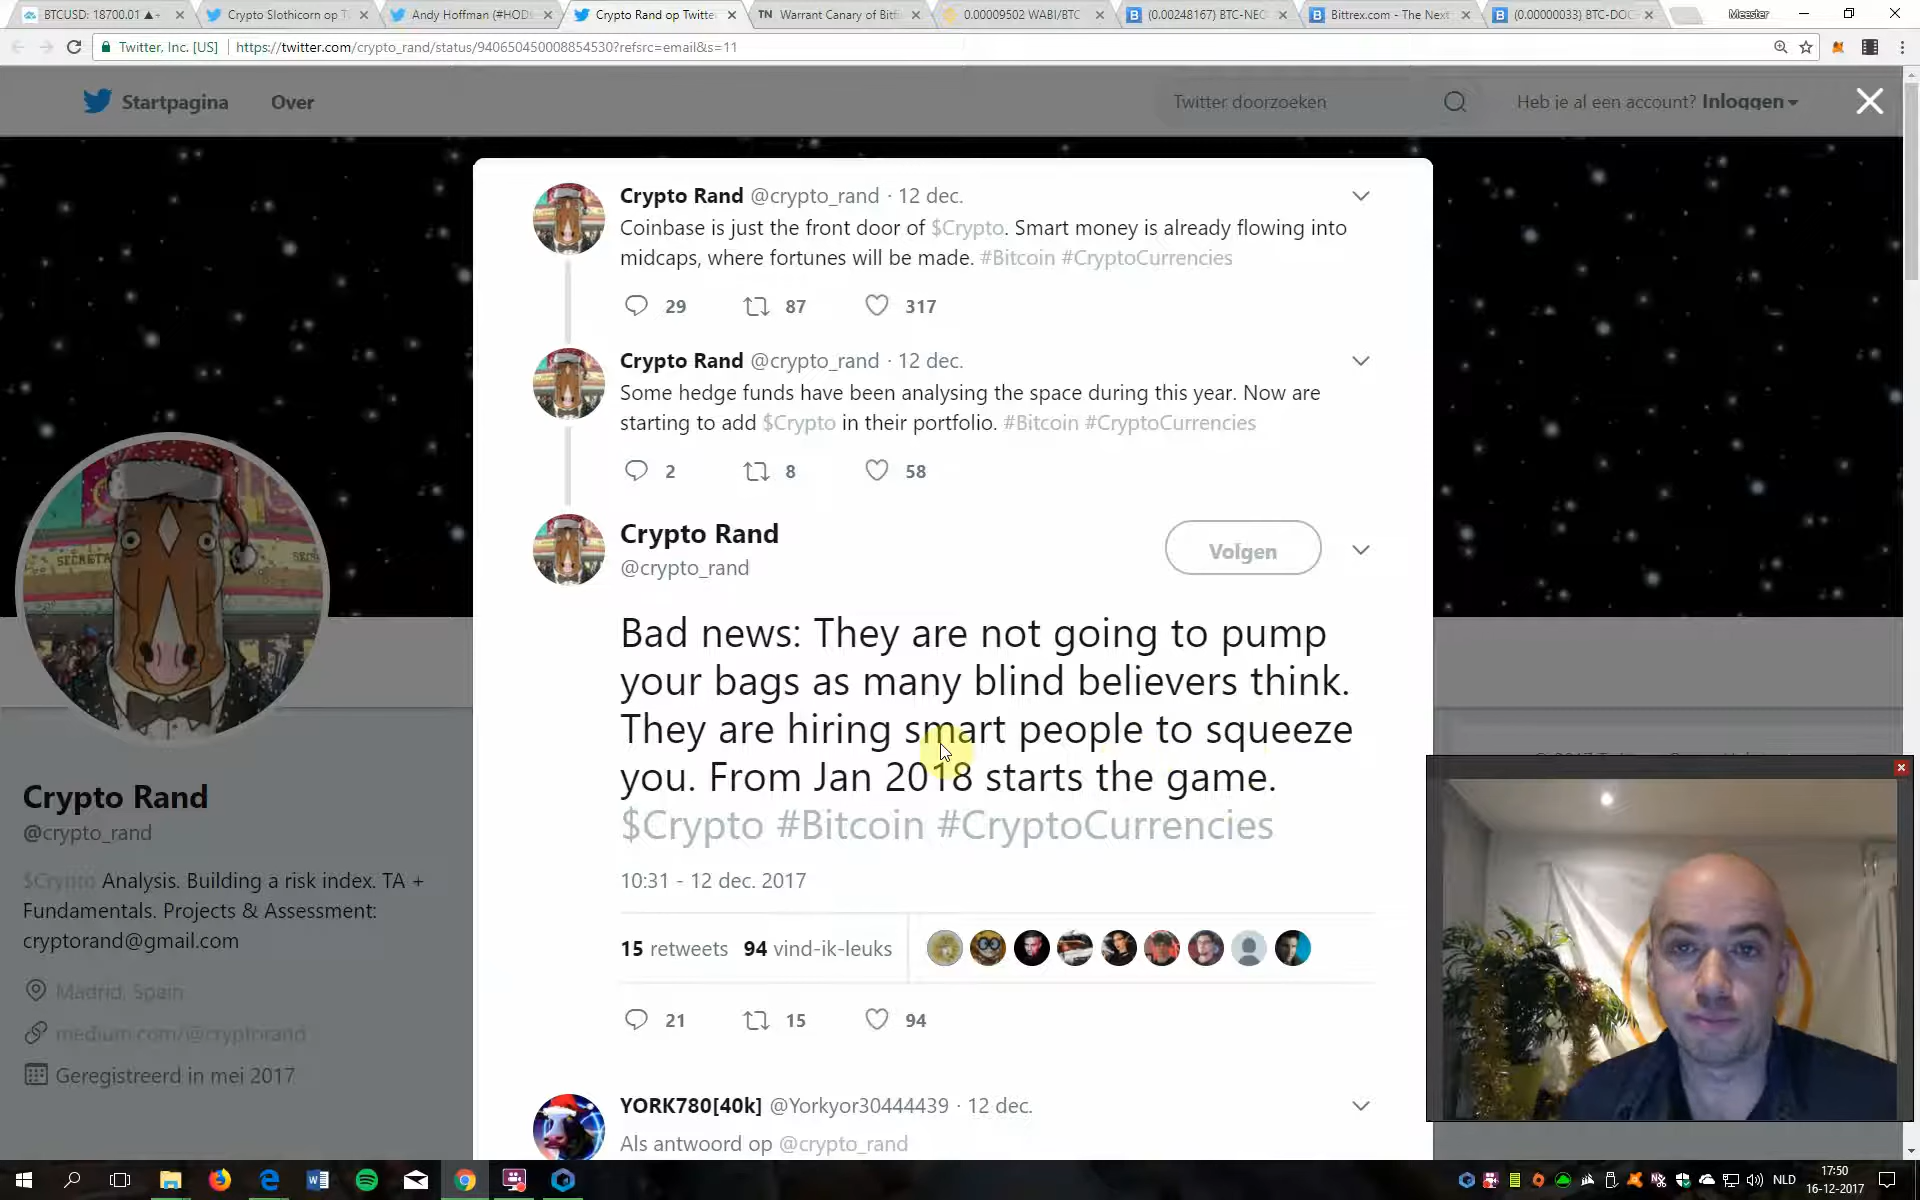 BTCUSD: 18700.01 ▲
Crypto Slothicorn op T
Andy Hoffman (#HODL
Crypto Rand op Twitte
TN Warrant Canary of Bitf
0.00009502 WABI/BTC
(0.00248167) BTC-NEO
Bittrex.com - The Next
(0.00000033) BTC-DOG
Meester
Twitter, Inc. [US] https://twitter.com/crypto_rand/status/940650450008854530?refsrc=email&s=11
Startpagina
Over
Twitter doorzoeken
Heb je al een account? Inloggen
Crypto Rand @crypto_rand · 12 dec.
Coinbase is just the front door of $Crypto. Smart money is already flowing into
midcaps, where fortunes will be made. #Bitcoin #CryptoCurrencies
29 87 317
Crypto Rand @crypto_rand · 12 dec.
Some hedge funds have been analysing the space during this year. Now are
starting to add $Crypto in their portfolio. #Bitcoin #CryptoCurrencies
2 8 58
Crypto Rand
@crypto_rand
Volgen
Bad news: They are not going to pump
your bags as many blind believers think.
They are hiring smart people to squeeze
you. From Jan 2018 starts the game.
$Crypto #Bitcoin #CryptoCurrencies
10:31 - 12 dec. 2017
15 retweets 94 vind-ik-leuks
21 15 94
YORK780[40k] @Yorkyor30444439 · 12 dec.
Als antwoord op @crypto_rand
Crypto Rand
@crypto_rand
$Crypto Analysis. Building a risk index. TA +
Fundamentals. Projects & Assessment:
cryptorand@gmail.com
Madrid, Spain
medium.com/@cryptorand
Geregistreerd in mei 2017
NLD
17:50
16-12-2017